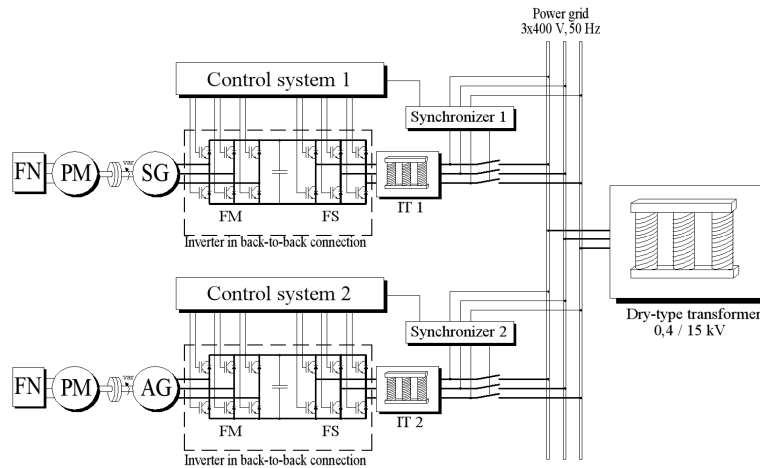 Power grid
3x400 V, 50 Hz
Control system 1
Synchronizer 1
FN
PM
var
SG
FM
FS
IT 1
Inverter in back-to-back connection
Control system 2
Synchronizer 2
Dry-type transformer
0,4 / 15 kV
FN
PM
var
AG
FM
FS
IT 2
Inverter in back-to-back connection